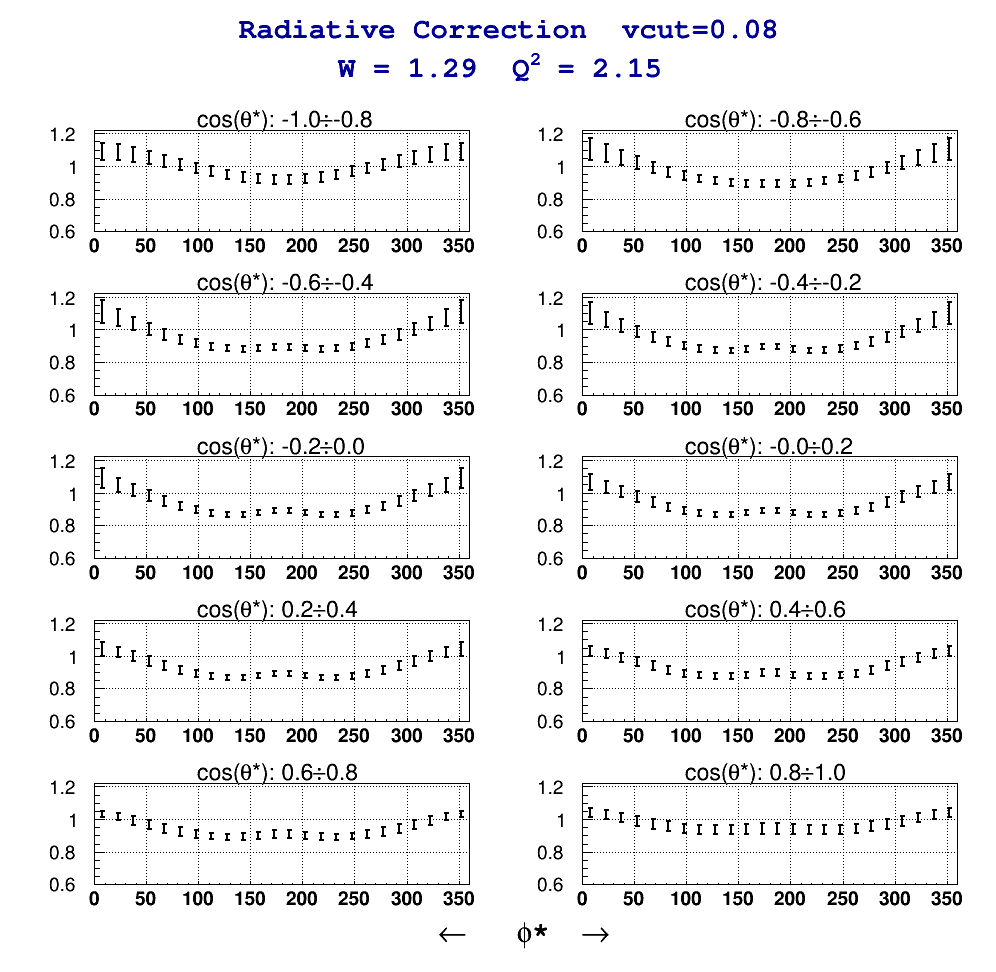 Radiative Correction vcut=0.08
W = 1.29 Q² = 2.15
cos(θ*): -1.0÷-0.8
cos(θ*): -0.8÷-0.6
1.2
1
0.8
0.6
0 50 100 150 200 250 300 350
1.2
1
0.8
0.6
0 50 100 150 200 250 300 350
cos(θ*): -0.6÷-0.4
cos(θ*): -0.4÷-0.2
1.2
1
0.8
0.6
0 50 100 150 200 250 300 350
1.2
1
0.8
0.6
0 50 100 150 200 250 300 350
cos(θ*): -0.2÷0.0
cos(θ*): -0.0÷0.2
1.2
1
0.8
0.6
0 50 100 150 200 250 300 350
1.2
1
0.8
0.6
0 50 100 150 200 250 300 350
cos(θ*): 0.2÷0.4
cos(θ*): 0.4÷0.6
1.2
1
0.8
0.6
0 50 100 150 200 250 300 350
1.2
1
0.8
0.6
0 50 100 150 200 250 300 350
cos(θ*): 0.6÷0.8
cos(θ*): 0.8÷1.0
1.2
1
0.8
0.6
0 50 100 150 200 250 300 350
1.2
1
0.8
0.6
0 50 100 150 200 250 300 350
← ϕ* →